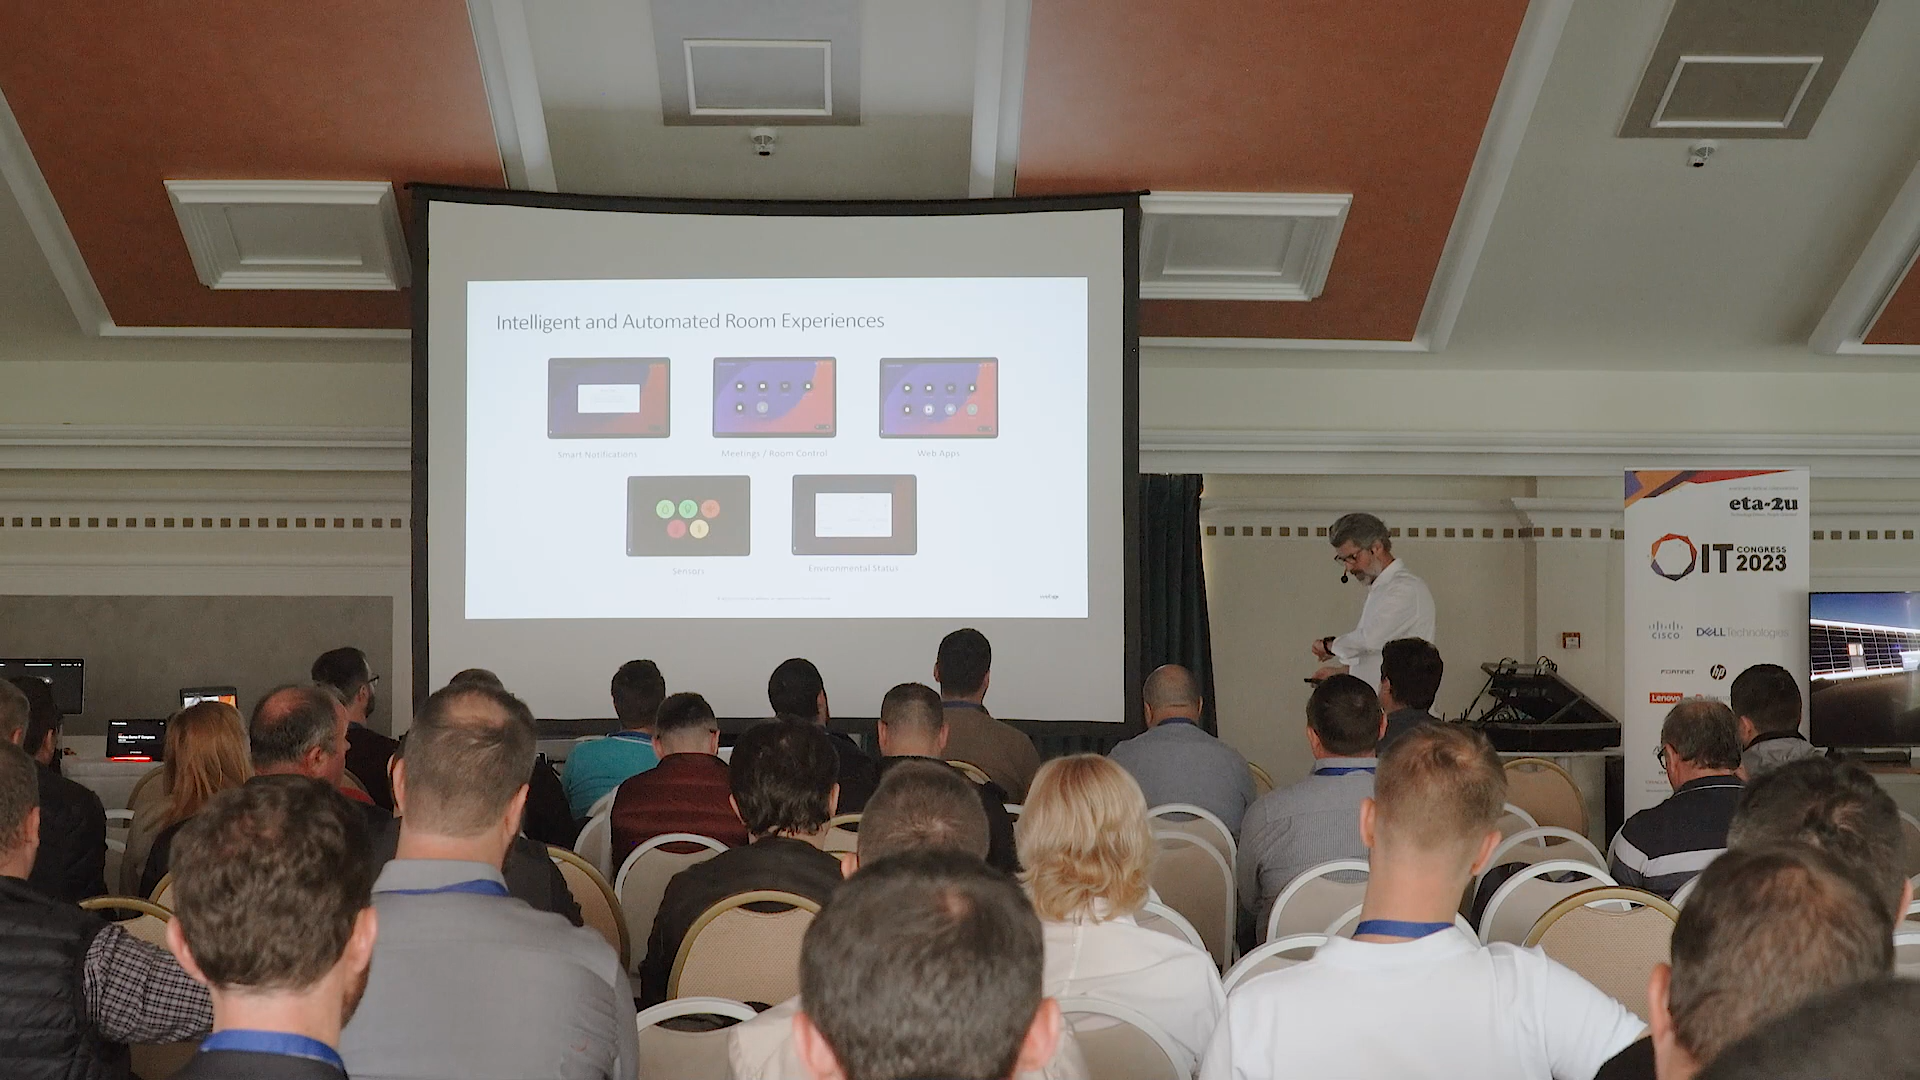 Intelligent and Automated Room Experiences
Smart Notifications
Meetings / Room Control
Web Apps
Sensors
Environmental Status
eta-2u
IT CONGRESS
2023
CISCO
DELL Technologies
FORTINET
hp
Lenovo